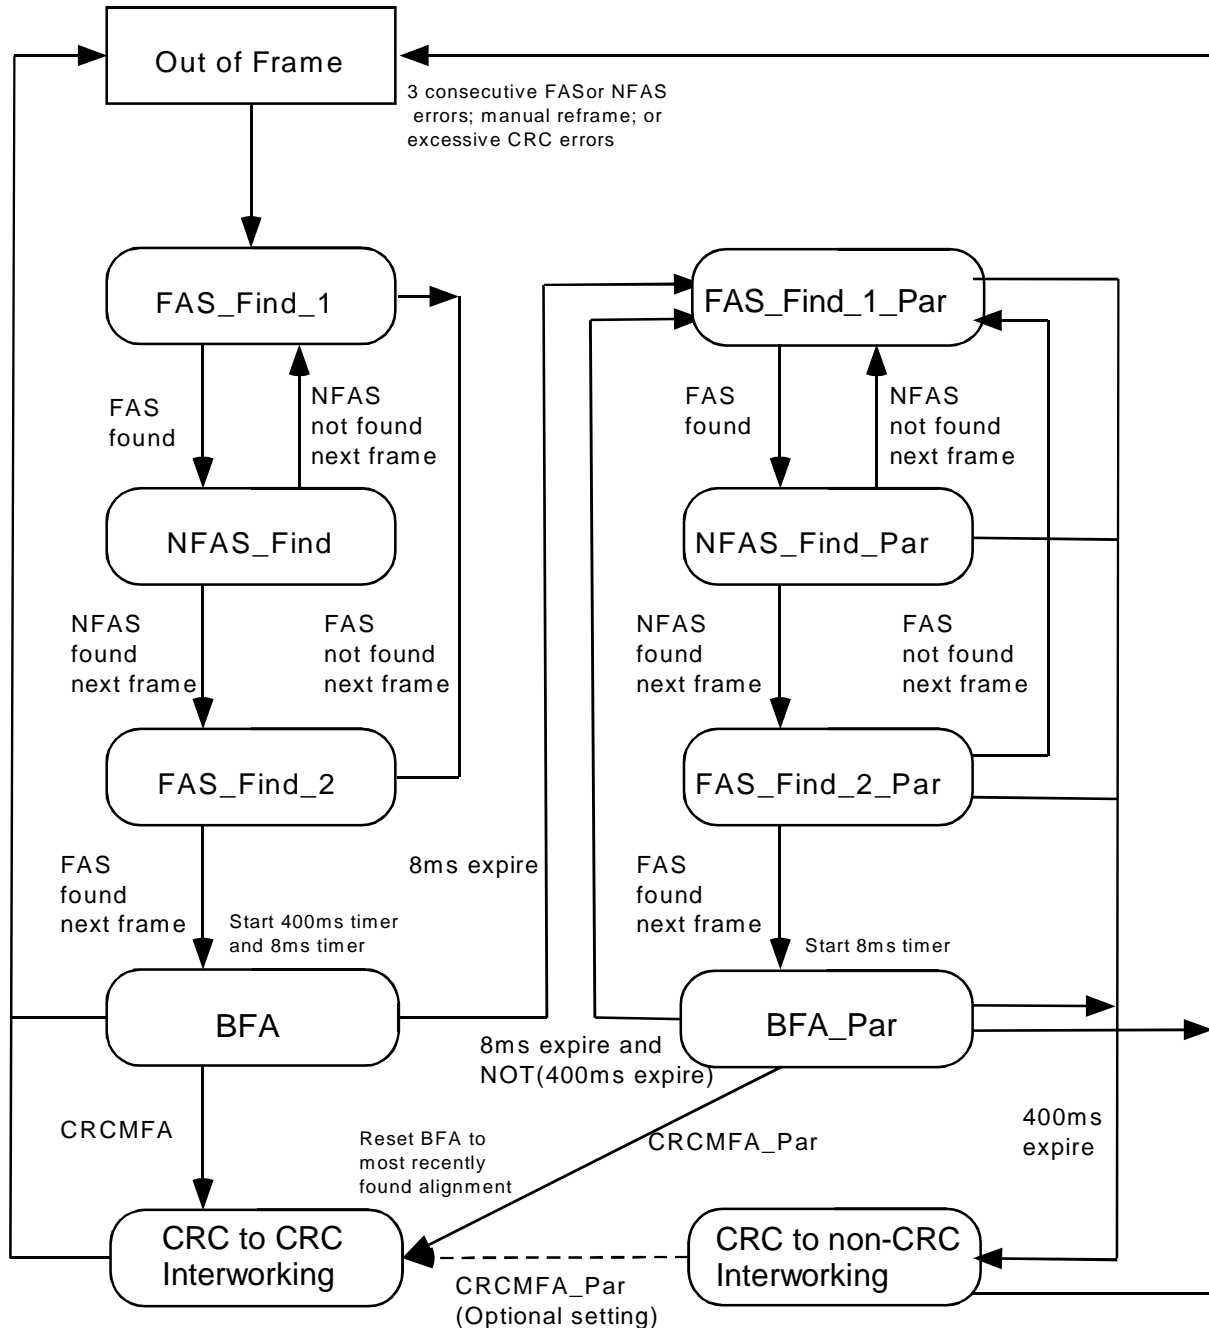 Out of Frame
3 consecutive FASor NFAS
errors; manual reframe; or
excessive CRC errors
FAS_Find_1
FAS_Find_1_Par
FAS
found
NFAS
not found
next frame
FAS
found
NFAS
not found
next frame
NFAS_Find
NFAS_Find_Par
NFAS
found
next frame
FAS
not found
next frame
NFAS
found
next frame
FAS
not found
next frame
FAS_Find_2
FAS_Find_2_Par
FAS
found
next frame
8ms expire
FAS
found
next frame
Start 400ms timer
and 8ms timer
Start 8ms timer
BFA
BFA_Par
8ms expire and
NOT(400ms expire)
CRCMFA
Reset BFA to
most recently
found alignment
CRCMFA_Par
400ms
expire
CRC to CRC
Interworking
CRC to non-CRC
Interworking
CRCMFA_Par
(Optional setting)